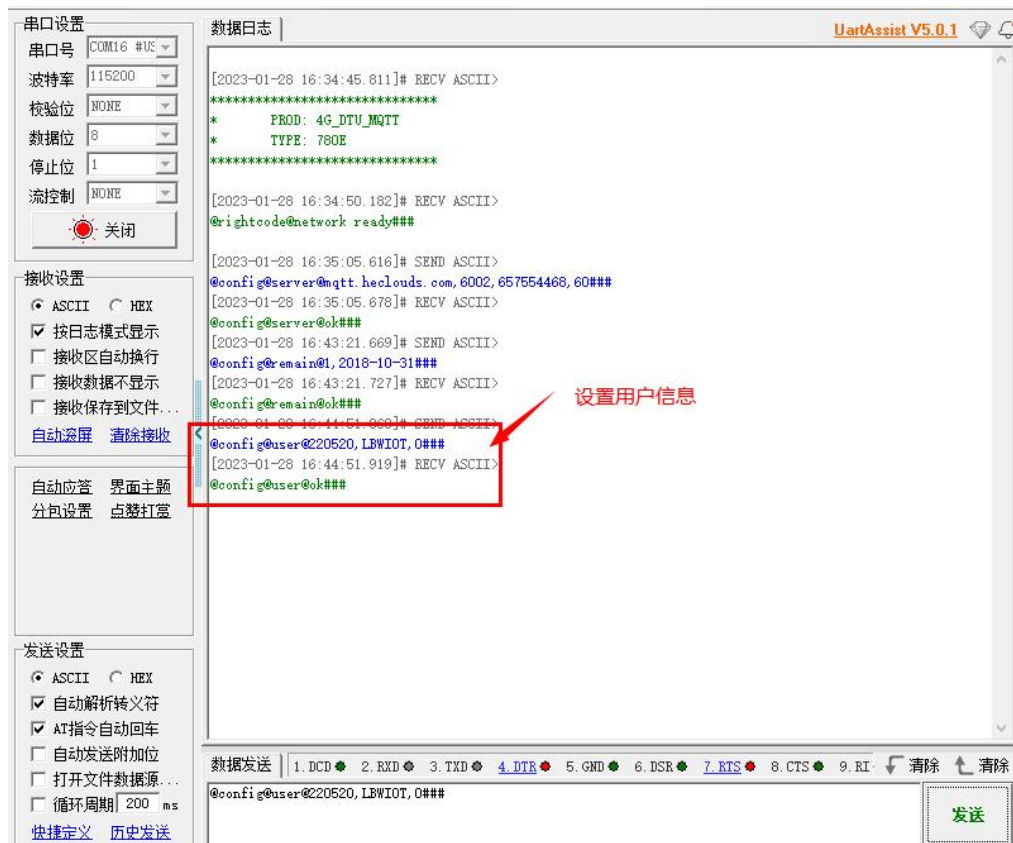 串口设置
串口号 COM16 #US
波特率 115200
校验位 NONE
数据位 8
停止位 1
流控制 NONE
关闭
接收设置
ASCII HEX
按日志模式显示
接收区自动换行
接收数据不显示
接收保存到文件...
自动滚屏 清除接收
自动应答 界面主题
分包设置 点赞打赏
发送设置
ASCII HEX
自动解析转义符
AT指令自动回车
自动发送附加位
打开文件数据源...
循环周期 200 ms
快捷定义 历史发送
数据日志
UartAssist V5.0.1
[2023-01-28 16:34:45.811]# RECV ASCII>
******************************
* PROD: 4G_DTU_MQTT
* TYPE: 780E
******************************
[2023-01-28 16:34:50.182]# RECV ASCII>
@rightcode@network ready###
[2023-01-28 16:35:05.616]# SEND ASCII>
@config@server@mqtt.heclouds.com,6002,657554468,60###
[2023-01-28 16:35:05.678]# RECV ASCII>
@config@server@ok###
[2023-01-28 16:43:21.669]# SEND ASCII>
@config@remain@1,2018-10-31###
[2023-01-28 16:43:21.727]# RECV ASCII>
@config@remain@ok###
设置用户信息
[2023-01-28 16:44:51.860]# SEND ASCII>
@config@user@220520,LBWIOT,0###
[2023-01-28 16:44:51.919]# RECV ASCII>
@config@user@ok###
数据发送 1.DCD 2.RXD 3.TXD 4.DTR 5.GND 6.DSR 7.RTS 8.CTS 9.RI 清除 清除
@config@user@220520,LBWIOT,0###
发送